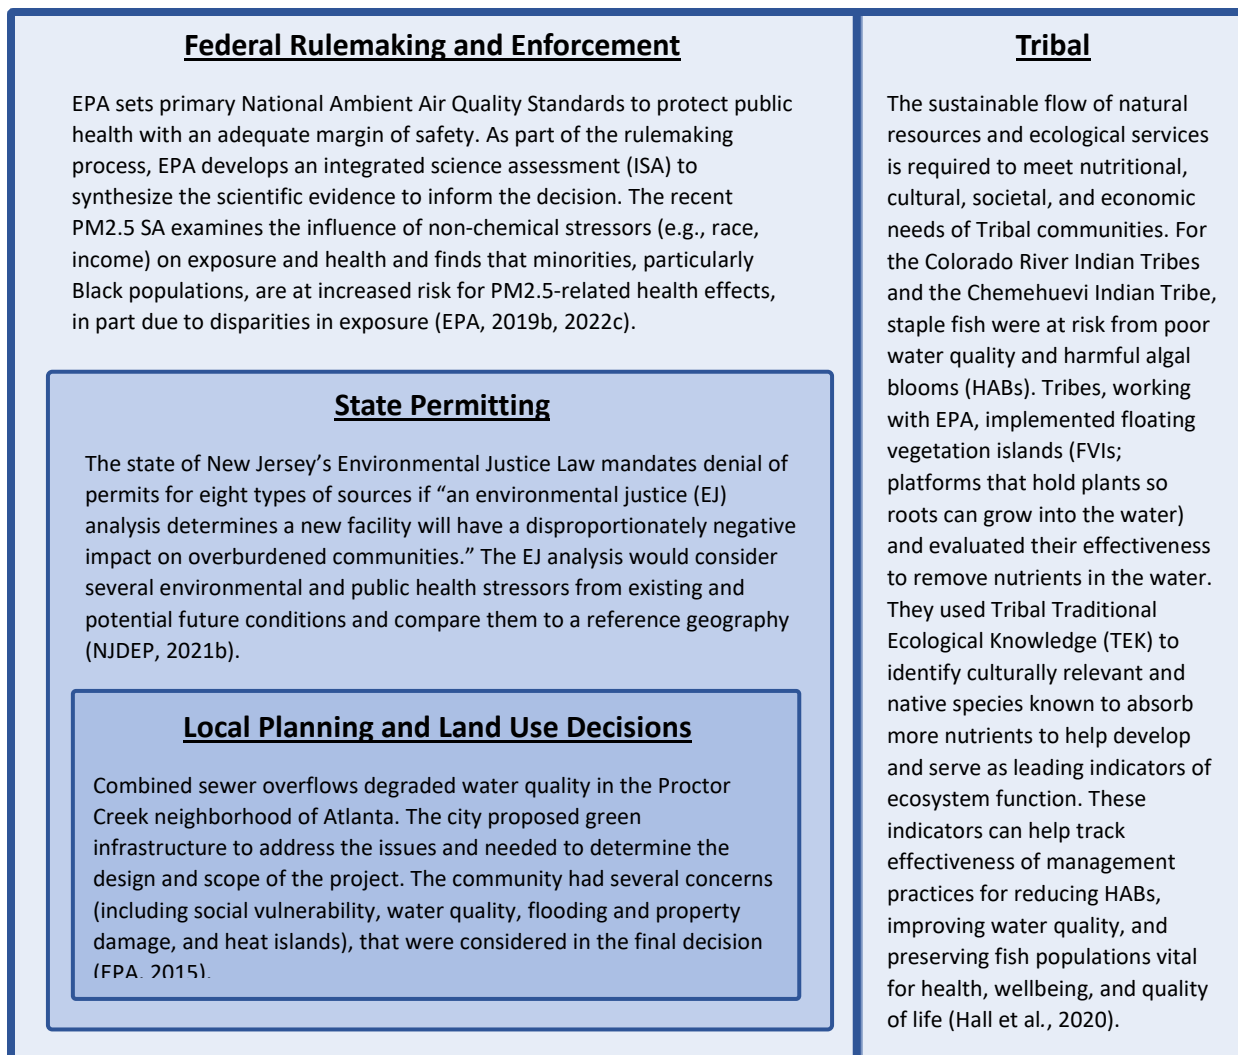 Federal Rulemaking and Enforcement
EPA sets primary National Ambient Air Quality Standards to protect public
health with an adequate margin of safety. As part of the rulemaking
process, EPA develops an integrated science assessment (ISA) to
synthesize the scientific evidence to inform the decision. The recent
PM2.5 SA examines the influence of non-chemical stressors (e.g., race,
income) on exposure and health and finds that minorities, particularly
Black populations, are at increased risk for PM2.5-related health effects,
in part due to disparities in exposure (EPA, 2019b, 2022c).
State Permitting
The state of New Jersey’s Environmental Justice Law mandates denial of
permits for eight types of sources if “an environmental justice (EJ)
analysis determines a new facility will have a disproportionately negative
impact on overburdened communities.” The EJ analysis would consider
several environmental and public health stressors from existing and
potential future conditions and compare them to a reference geography
(NJDEP, 2021b).
Local Planning and Land Use Decisions
Combined sewer overflows degraded water quality in the Proctor
Creek neighborhood of Atlanta. The city proposed green
infrastructure to address the issues and needed to determine the
design and scope of the project. The community had several concerns
(including social vulnerability, water quality, flooding and property
damage, and heat islands), that were considered in the final decision
(EPA, 2015).
Tribal
The sustainable flow of natural
resources and ecological services
is required to meet nutritional,
cultural, societal, and economic
needs of Tribal communities. For
the Colorado River Indian Tribes
and the Chemehuevi Indian Tribe,
staple fish were at risk from poor
water quality and harmful algal
blooms (HABs). Tribes, working
with EPA, implemented floating
vegetation islands (FVIs;
platforms that hold plants so
roots can grow into the water)
and evaluated their effectiveness
to remove nutrients in the water.
They used Tribal Traditional
Ecological Knowledge (TEK) to
identify culturally relevant and
native species known to absorb
more nutrients to help develop
and serve as leading indicators of
ecosystem function. These
indicators can help track
effectiveness of management
practices for reducing HABs,
improving water quality, and
preserving fish populations vital
for health, wellbeing, and quality
of life (Hall et al., 2020).